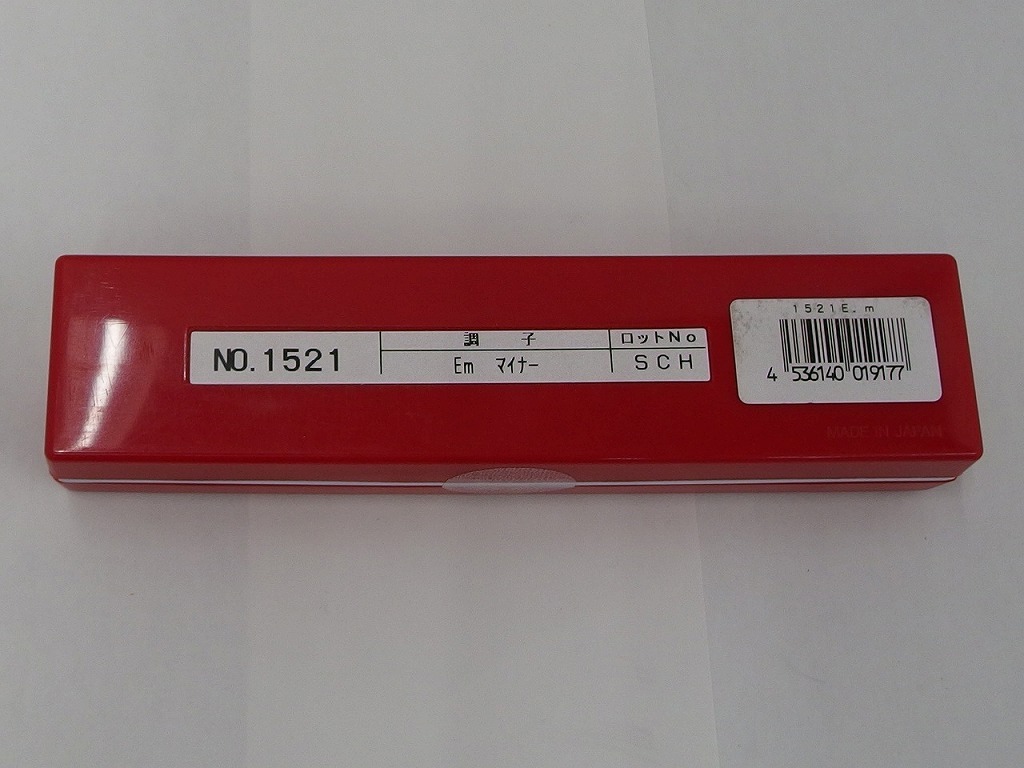 NO.1521
調 子
Em マイナー
ロットNo
SCH
1521E.m
4 536140 019177
MADE IN JAPAN